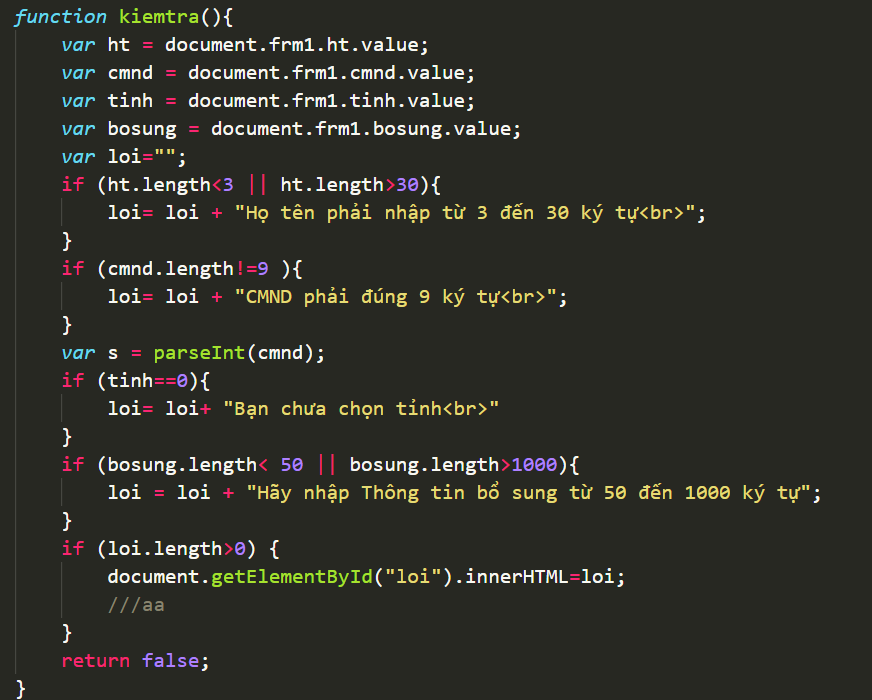 function kiemtra(){
    var ht = document.frm1.ht.value;
    var cmnd = document.frm1.cmnd.value;
    var tinh = document.frm1.tinh.value;
    var bosung = document.frm1.bosung.value;
    var loi="";
    if (ht.length<3 || ht.length>30){
        loi= loi + "Họ tên phải nhập từ 3 đến 30 ký tự<br>";
    }
    if (cmnd.length!=9 ){
        loi= loi + "CMND phải đúng 9 ký tự<br>";
    }
    var s = parseInt(cmnd);
    if (tinh==0){
        loi= loi+ "Bạn chưa chọn tỉnh<br>"
    }
    if (bosung.length< 50 || bosung.length>1000){
        loi = loi + "Hãy nhập Thông tin bổ sung từ 50 đến 1000 ký tự";
    }
    if (loi.length>0) {
        document.getElementById("loi").innerHTML=loi;
        ///aa
    }
    return false;
}